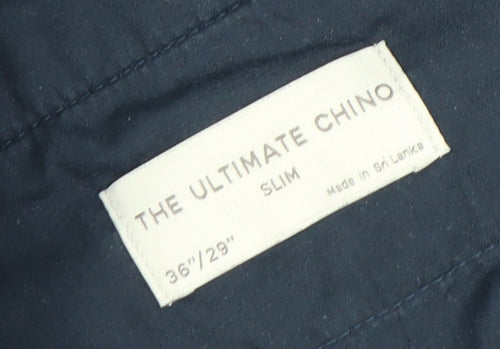 THE ULTIMATE CHINO
SLIM
36"/29"
Made in Sri Lanka